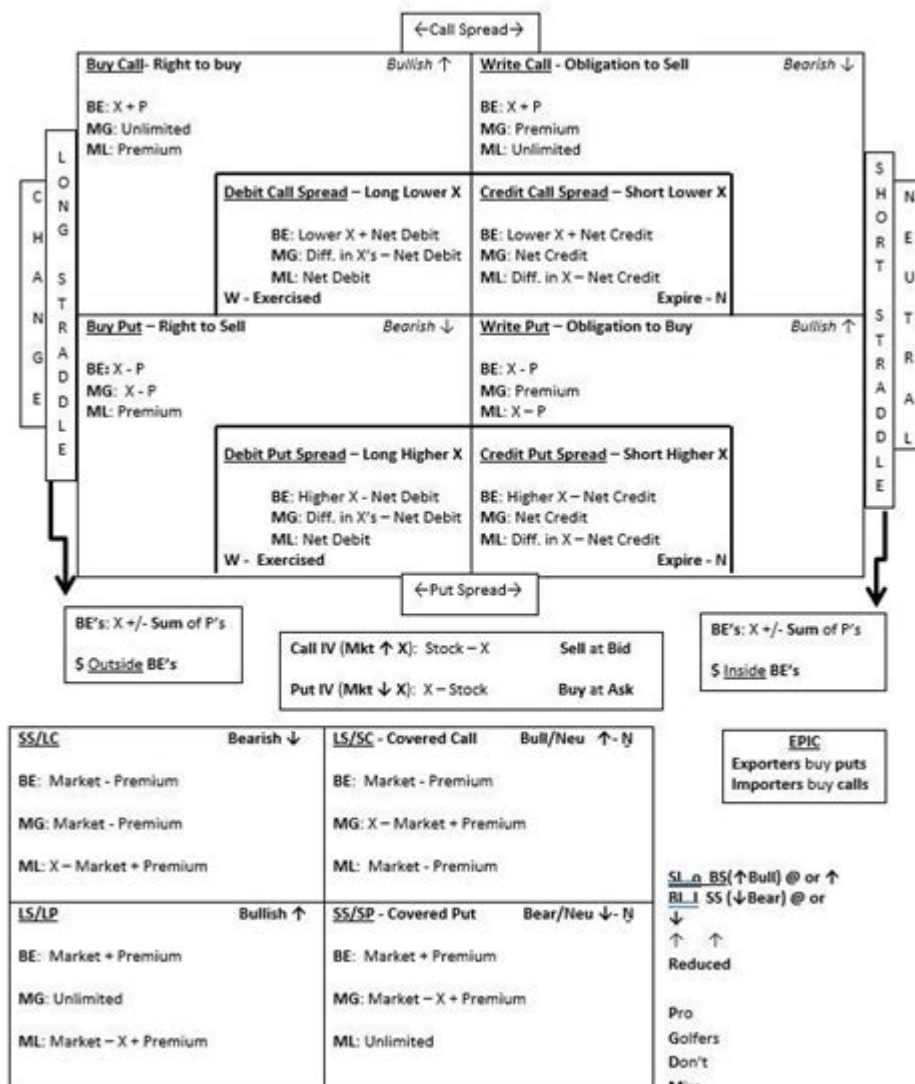 ←Call Spread→
Buy Call- Right to buy Bullish ↑
BE: X + P
MG: Unlimited
ML: Premium
Write Call - Obligation to Sell Bearish ↓
BE: X + P
MG: Premium
ML: Unlimited
CHANGE
LONG STRADDLE
SHORT STRADDLE
NEUTRAL
Debit Call Spread – Long Lower X
BE: Lower X + Net Debit
MG: Diff. in X's – Net Debit
ML: Net Debit
W - Exercised
Credit Call Spread – Short Lower X
BE: Lower X + Net Credit
MG: Net Credit
ML: Diff. in X – Net Credit
Expire - N
Buy Put – Right to Sell Bearish ↓
BE: X - P
MG: X - P
ML: Premium
Write Put – Obligation to Buy Bullish ↑
BE: X - P
MG: Premium
ML: X – P
Debit Put Spread – Long Higher X
BE: Higher X - Net Debit
MG: Diff. in X's – Net Debit
ML: Net Debit
W - Exercised
Credit Put Spread – Short Higher X
BE: Higher X – Net Credit
MG: Net Credit
ML: Diff. in X – Net Credit
Expire - N
←Put Spread→
BE's: X +/- Sum of P's
$ Outside BE's
Call IV (Mkt ↑ X): Stock – X Sell at Bid
Put IV (Mkt ↓ X): X – Stock Buy at Ask
BE's: X +/- Sum of P's
$ Inside BE's
SS/LC Bearish ↓
BE: Market - Premium
MG: Market - Premium
ML: X – Market + Premium
LS/SC - Covered Call Bull/Neu ↑- N
BE: Market - Premium
MG: X – Market + Premium
ML: Market - Premium
EPIC
Exporters buy puts
Importers buy calls
LS/LP Bullish ↑
BE: Market + Premium
MG: Unlimited
ML: Market – X + Premium
SS/SP - Covered Put Bear/Neu ↓- N
BE: Market + Premium
MG: Market – X + Premium
ML: Unlimited
BS(↑Bull) @ or ↑
SS (↓Bear) @ or
↓
↑ ↑
Reduced
Pro
Golfers
Don't